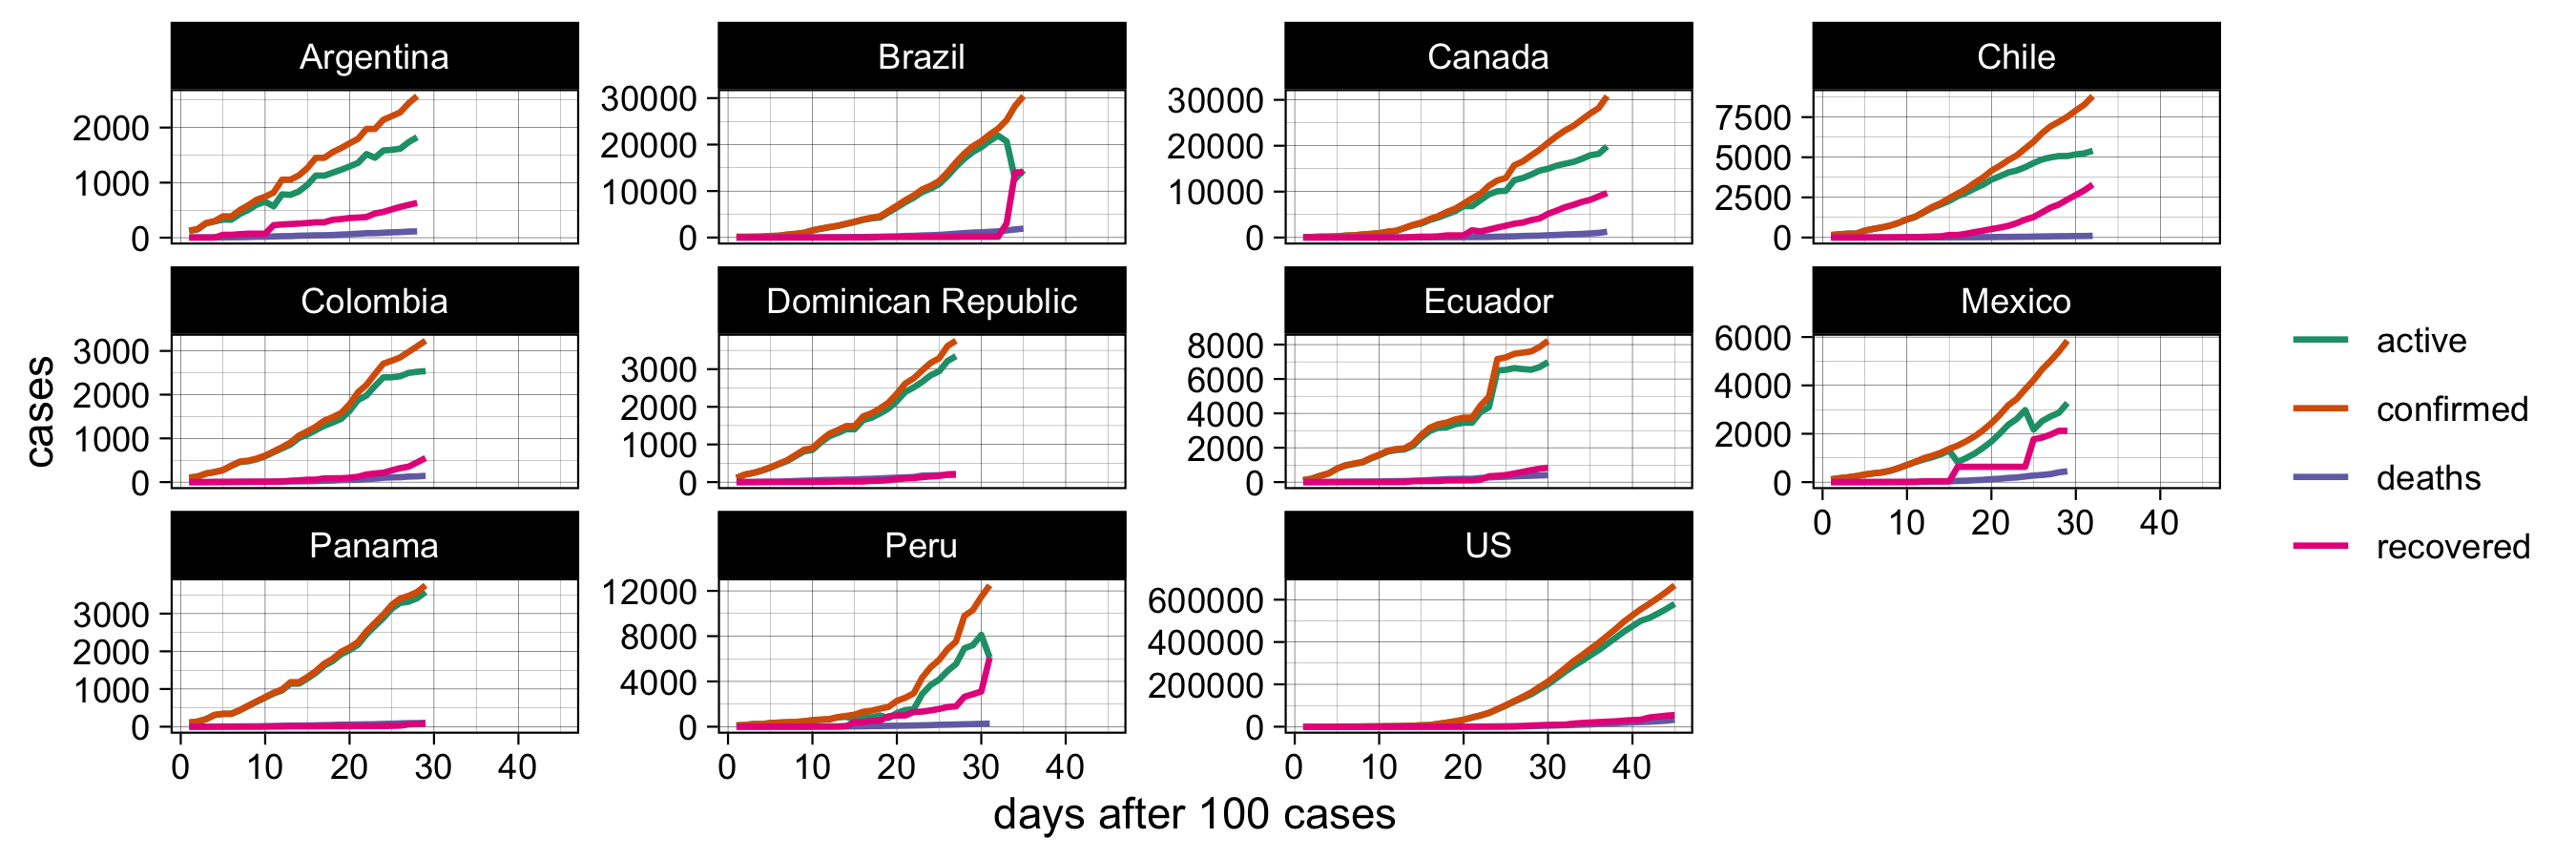 Argentina
2000
1000
0
Brazil
30000
20000
10000
0
Canada
30000
20000
10000
0
Chile
7500
5000
2500
0
cases
Colombia
3000
2000
1000
0
Dominican Republic
3000
2000
1000
0
Ecuador
8000
6000
4000
2000
0
Mexico
6000
4000
2000
0
0 10 20 30 40
Panama
3000
2000
1000
0
0 10 20 30 40
Peru
12000
8000
4000
0
0 10 20 30 40
US
600000
400000
200000
0
0 10 20 30 40
days after 100 cases
active
confirmed
deaths
recovered